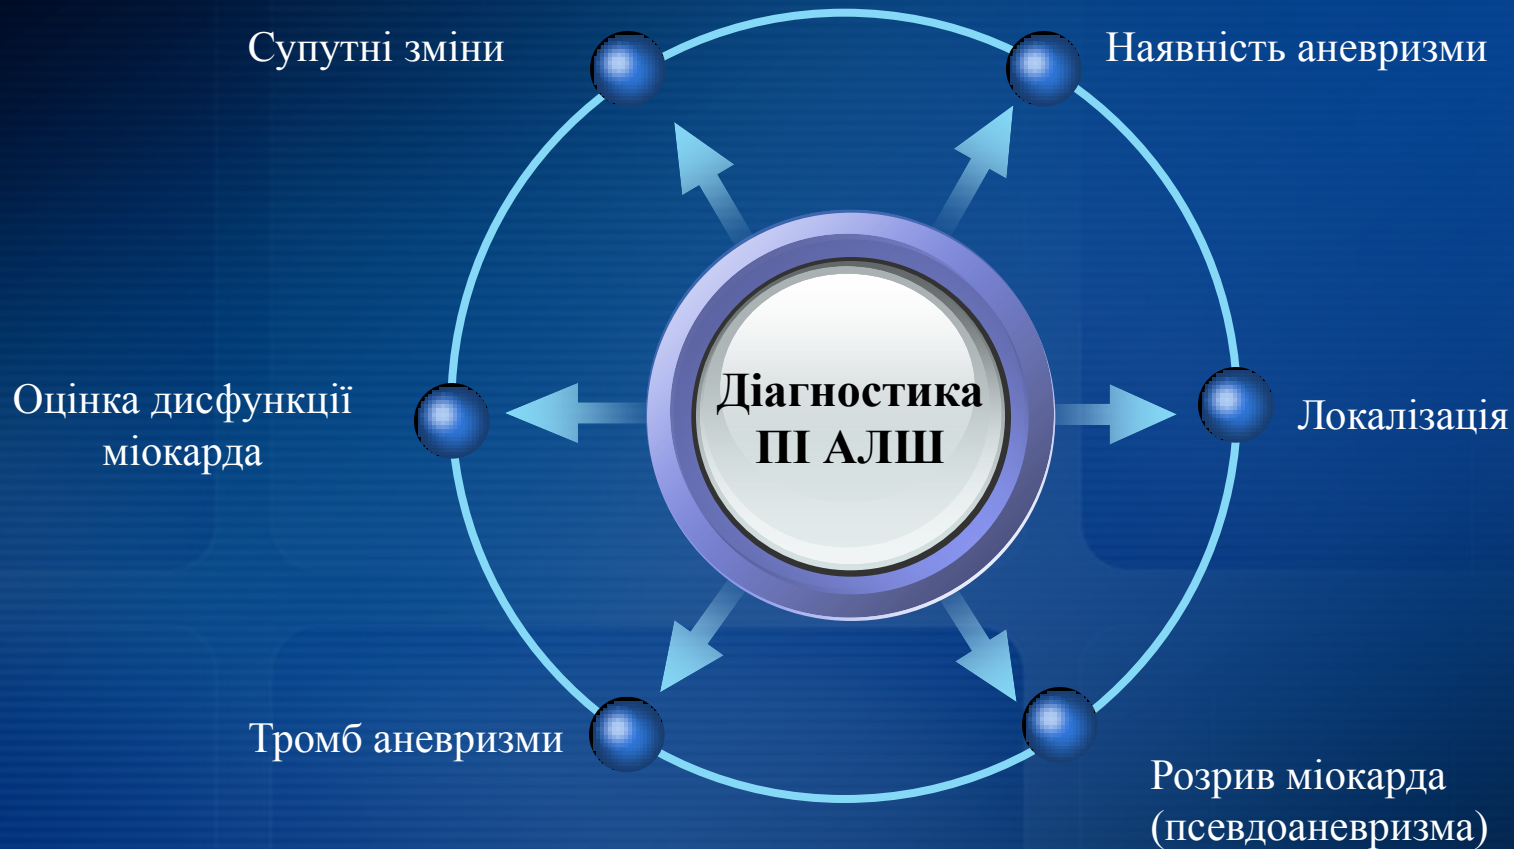 Супутні зміни
Наявність аневризми
Оцінка дисфункції
міокарда
Діагностика
ПІ АЛШ
Локалізація
Тромб аневризми
Розрив міокарда
(псевдоаневризма)